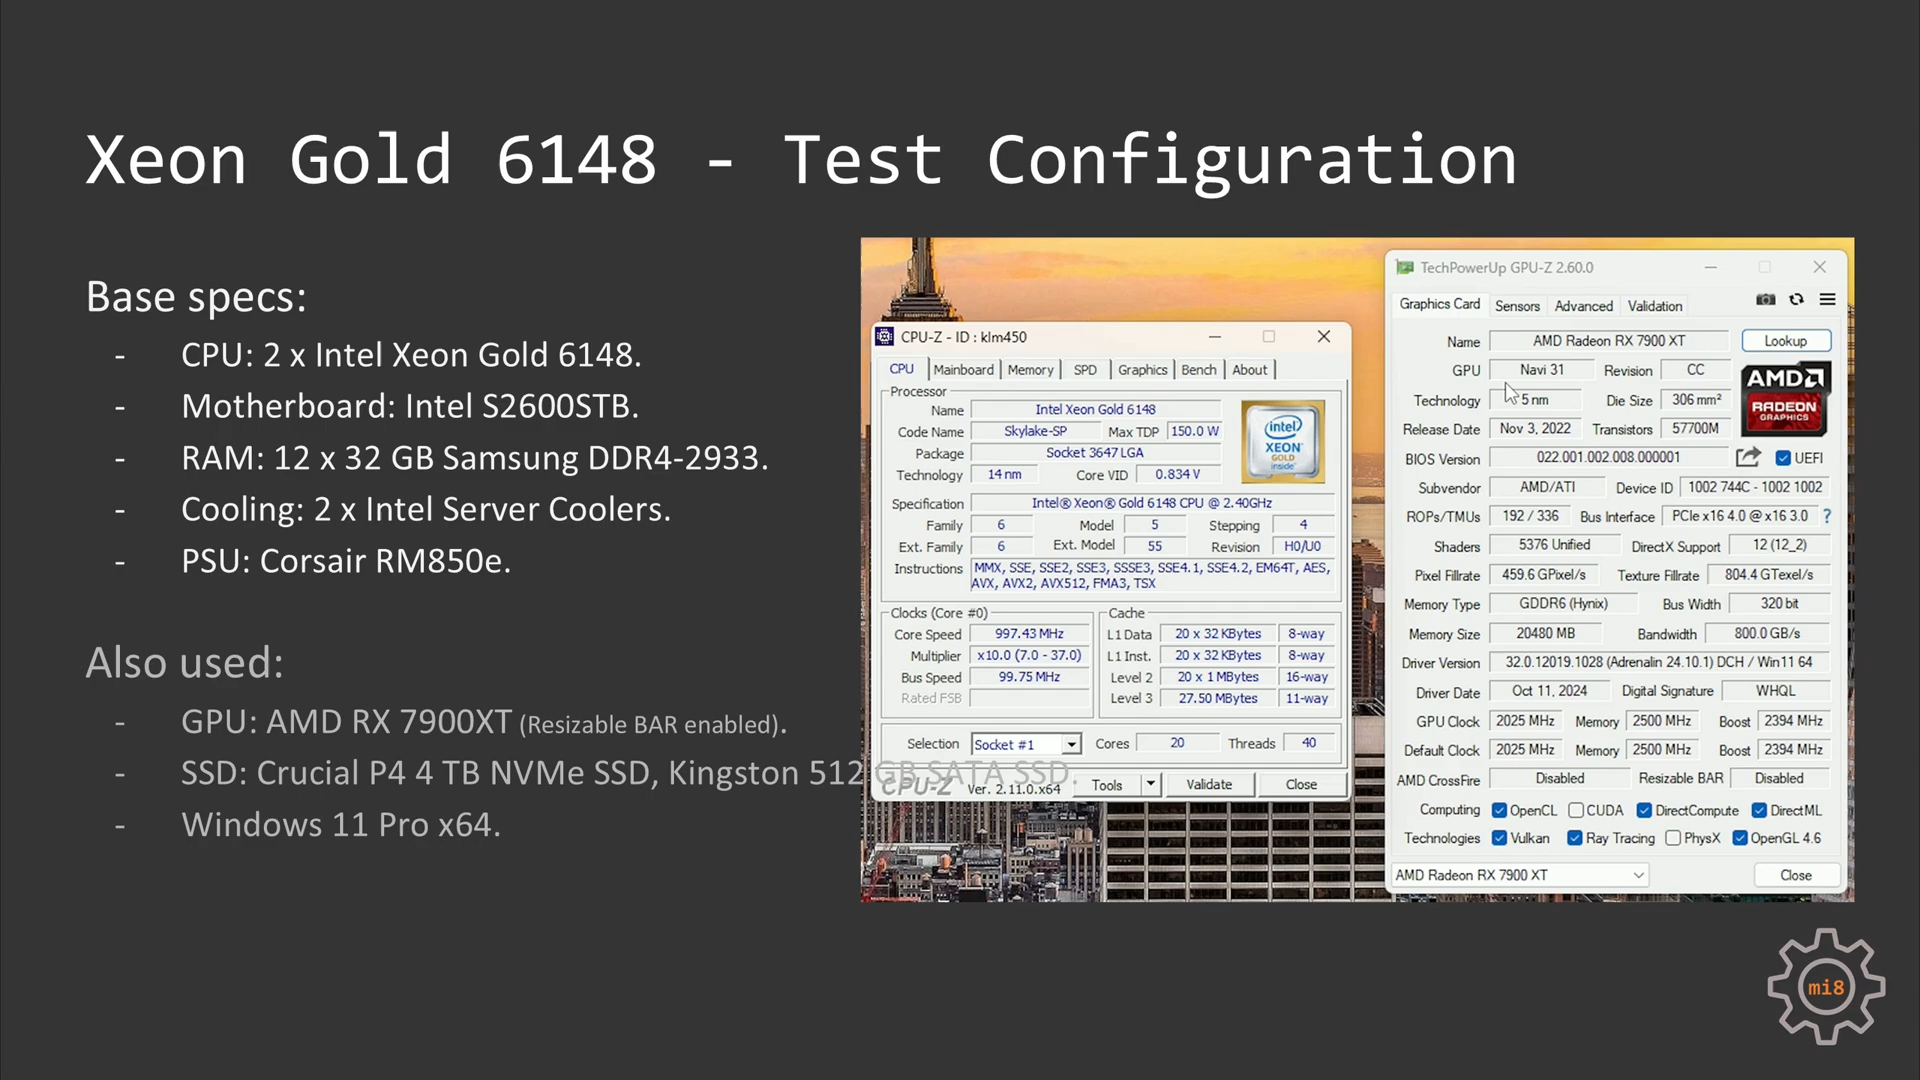 Xeon Gold 6148 - Test Configuration
Base specs:
- CPU: 2 x Intel Xeon Gold 6148.
- Motherboard: Intel S2600STB.
- RAM: 12 x 32 GB Samsung DDR4-2933.
- Cooling: 2 x Intel Server Coolers.
- PSU: Corsair RM850e.
Also used:
- GPU: AMD RX 7900XT (Resizable BAR enabled).
- SSD: Crucial P4 4 TB NVMe SSD, Kingston 512 GB SATA SSD.
- Windows 11 Pro x64.
CPU-Z - ID : klm450
CPU Mainboard Memory SPD Graphics Bench About
Processor
Name Intel Xeon Gold 6148
Code Name Skylake-SP Max TDP 150.0 W
Package Socket 3647 LGA
Technology 14 nm Core VID 0.834 V
intel XEON GOLD inside
Specification Intel® Xeon® Gold 6148 CPU @ 2.40GHz
Family 6 Model 5 Stepping 4
Ext. Family 6 Ext. Model 55 Revision H0/U0
Instructions MMX, SSE, SSE2, SSE3, SSSE3, SSE4.1, SSE4.2, EM64T, AES,
AVX, AVX2, AVX512, FMA3, TSX
Clocks (Core #0)
Core Speed 997.43 MHz
Multiplier x10.0 (7.0 - 37.0)
Bus Speed 99.75 MHz
Rated FSB
Cache
L1 Data 20 x 32 KBytes 8-way
L1 Inst. 20 x 32 KBytes 8-way
Level 2 20 x 1 MBytes 16-way
Level 3 27.50 MBytes 11-way
Selection Socket #1 Cores 20 Threads 40
CPU-Z Ver. 2.11.0.x64 Tools Validate Close
TechPowerUp GPU-Z 2.60.0
Graphics Card Sensors Advanced Validation
Name AMD Radeon RX 7900 XT Lookup
GPU Navi 31 Revision CC
Technology 5 nm Die Size 306 mm²
Release Date Nov 3, 2022 Transistors 57700M
AMD RADEON GRAPHICS
BIOS Version 022.001.002.008.000001 UEFI
Subvendor AMD/ATI Device ID 1002 744C - 1002 1002
ROPs/TMUs 192 / 336 Bus Interface PCIe x16 4.0 @ x16 3.0 ?
Shaders 5376 Unified DirectX Support 12 (12_2)
Pixel Fillrate 459.6 GPixel/s Texture Fillrate 804.4 GTexel/s
Memory Type GDDR6 (Hynix) Bus Width 320 bit
Memory Size 20480 MB Bandwidth 800.0 GB/s
Driver Version 32.0.12019.1028 (Adrenalin 24.10.1) DCH / Win11 64
Driver Date Oct 11, 2024 Digital Signature WHQL
GPU Clock 2025 MHz Memory 2500 MHz Boost 2394 MHz
Default Clock 2025 MHz Memory 2500 MHz Boost 2394 MHz
AMD CrossFire Disabled Resizable BAR Disabled
Computing OpenCL CUDA DirectCompute DirectML
Technologies Vulkan Ray Tracing PhysX OpenGL 4.6
AMD Radeon RX 7900 XT Close
mi8